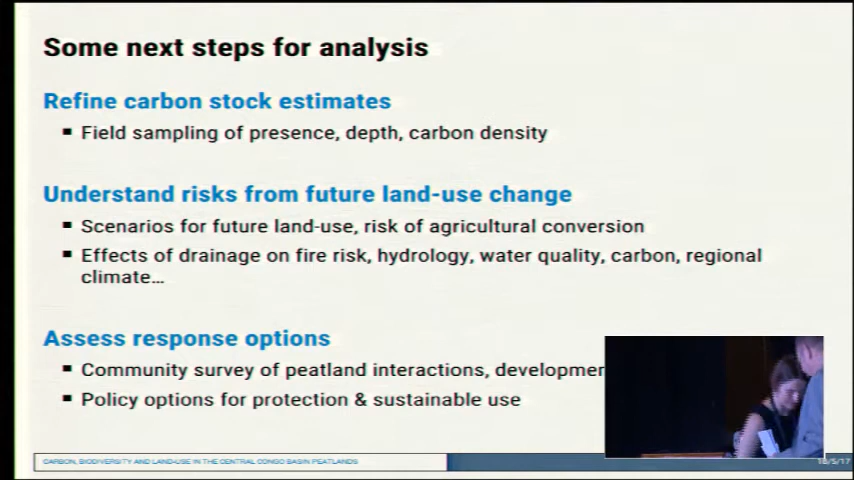 Some next steps for analysis
Refine carbon stock estimates
▪ Field sampling of presence, depth, carbon density
Understand risks from future land-use change
▪ Scenarios for future land-use, risk of agricultural conversion
▪ Effects of drainage on fire risk, hydrology, water quality, carbon, regional
climate…
Assess response options
▪ Community survey of peatland interactions,
▪ Policy options for protection & sustainable use
CARBON, BIODIVERSITY AND LAND-USE IN THE CENTRAL CONGO BASIN PEATLANDS
10/5/17